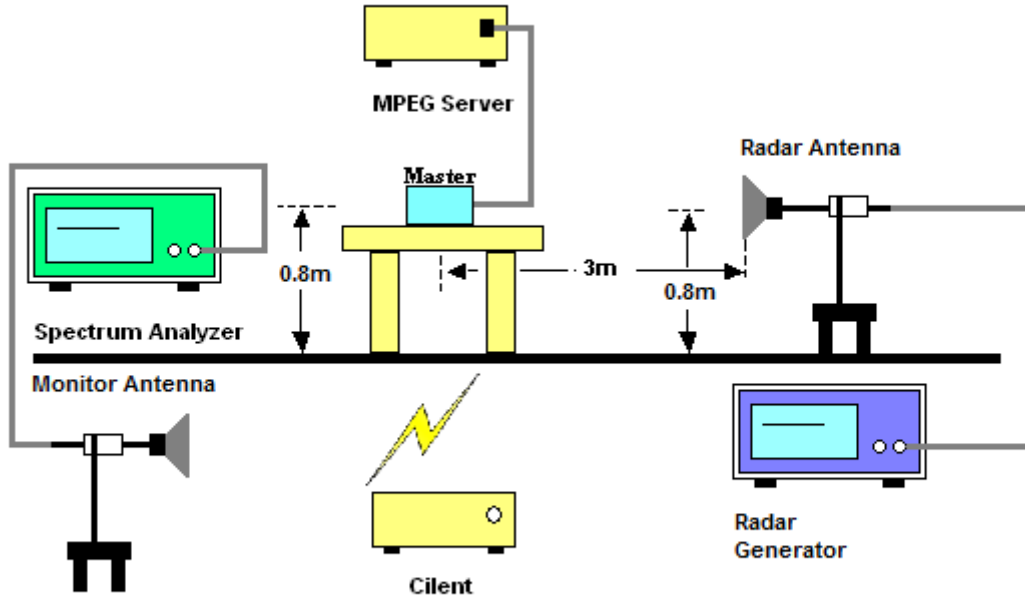 MPEG Server
Radar Antenna
Master
0.8m
3m
0.8m
Spectrum Analyzer
Monitor Antenna
Radar
Generator
Cilent